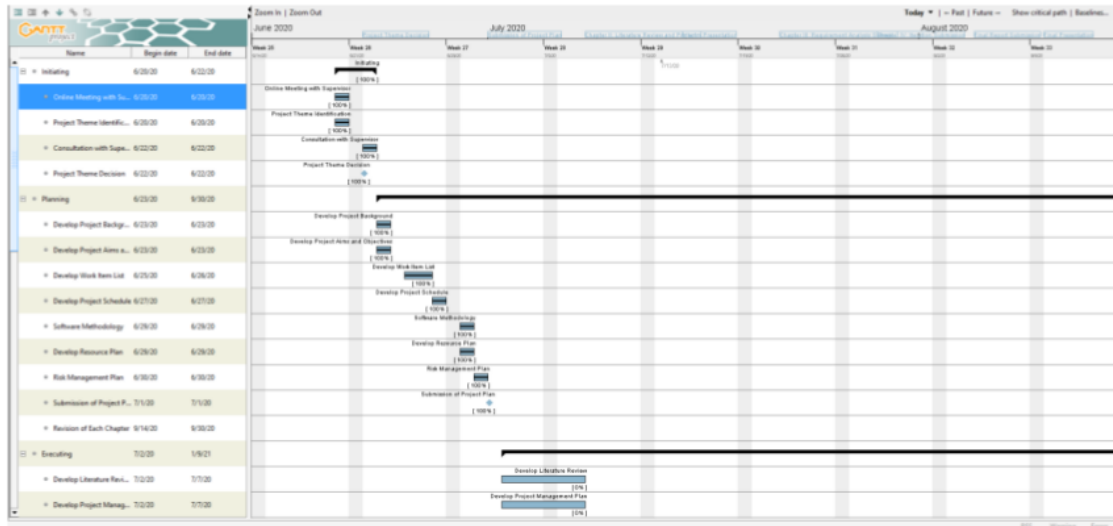 Zoom In | Zoom Out
Today ▼ | ← Past | Future → Show critical path | Baselines...
GANTT
project
June 2020 July 2020 August 2020
Name Begin date End date
Week 25 Week 26 Week 27 Week 28 Week 29 Week 30 Week 31 Week 32 Week 33
Initiating 6/20/20 6/22/20
Initiating
[ 100% ]
Online Meeting with Su... 6/20/20 6/20/20
Online Meeting with Supervisor
[ 100% ]
Project Theme Identific... 6/20/20 6/20/20
Project Theme Identification
[ 100% ]
Consultation with Supe... 6/22/20 6/22/20
Consultation with Supervisor
[ 100% ]
Project Theme Decision 6/22/20 6/22/20
Project Theme Decision
[ 100% ]
Planning 6/23/20 9/30/20
Develop Project Backgr... 6/23/20 6/23/20
Develop Project Background
[ 100% ]
Develop Project Aims a... 6/23/20 6/23/20
Develop Project Aims and Objectives
[ 100% ]
Develop Work Item List 6/25/20 6/26/20
Develop Work Item List
[ 100% ]
Develop Project Schedule 6/27/20 6/27/20
Develop Project Schedule
[ 100% ]
Software Methodology 6/29/20 6/29/20
Software Methodology
[ 100% ]
Develop Resource Plan 6/29/20 6/29/20
Develop Resource Plan
[ 100% ]
Risk Management Plan 6/30/20 6/30/20
Risk Management Plan
[ 100% ]
Submission of Project P... 7/1/20 7/1/20
Submission of Project Plan
[ 100% ]
Revision of Each Chapter 9/14/20 9/30/20
Executing 7/2/20 1/9/21
Develop Literature Revi... 7/2/20 7/7/20
Develop Literature Review
[ 0% ]
Develop Project Manag... 7/2/20 7/7/20
Develop Project Management Plan
[ 0% ]